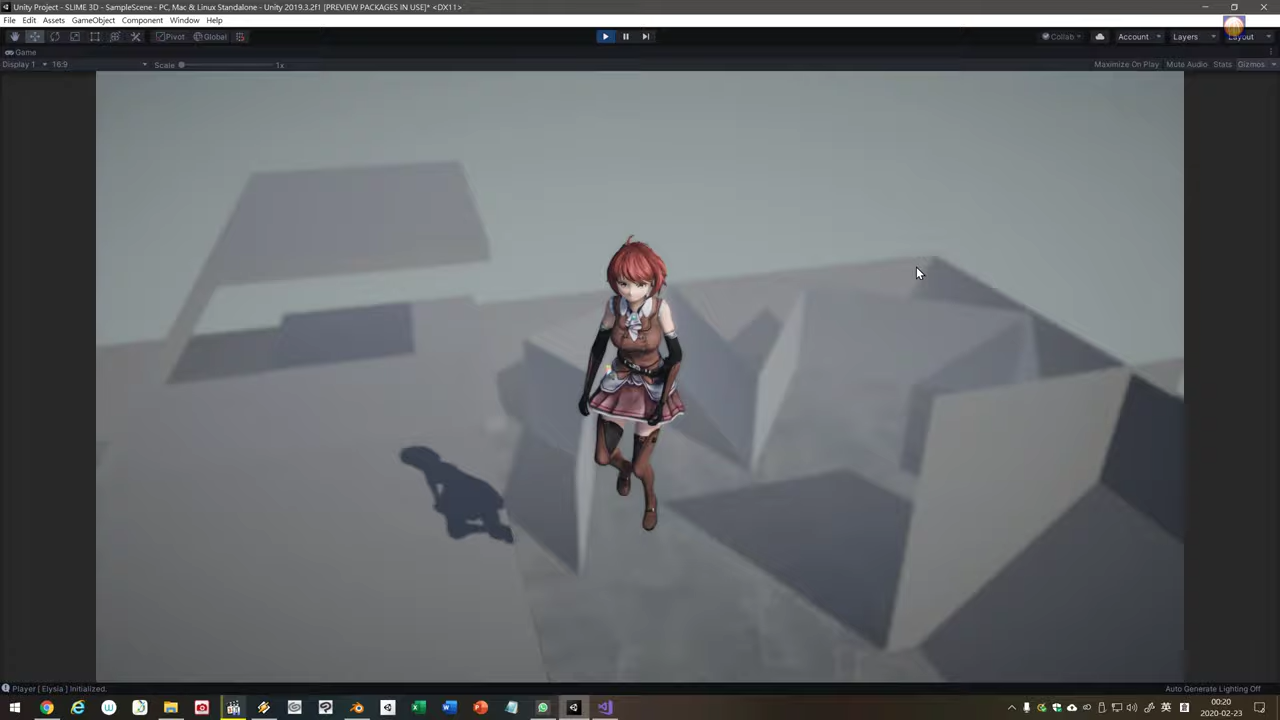 Unity Project - SLIME 3D - SampleScene - PC, Mac & Linux Standalone - Unity 2019.3.2f1 [PREVIEW PACKAGES IN USE]* <DX11>
File Edit Assets GameObject Component Window Help
Pivot Global Collab Account Layers Layout
Game
Display 1 16:9 Scale 1x Maximize On Play Mute Audio Stats Gizmos
Player [ Elysia ] Initialized. Auto Generate Lighting Off
英 00:20
2020-02-23